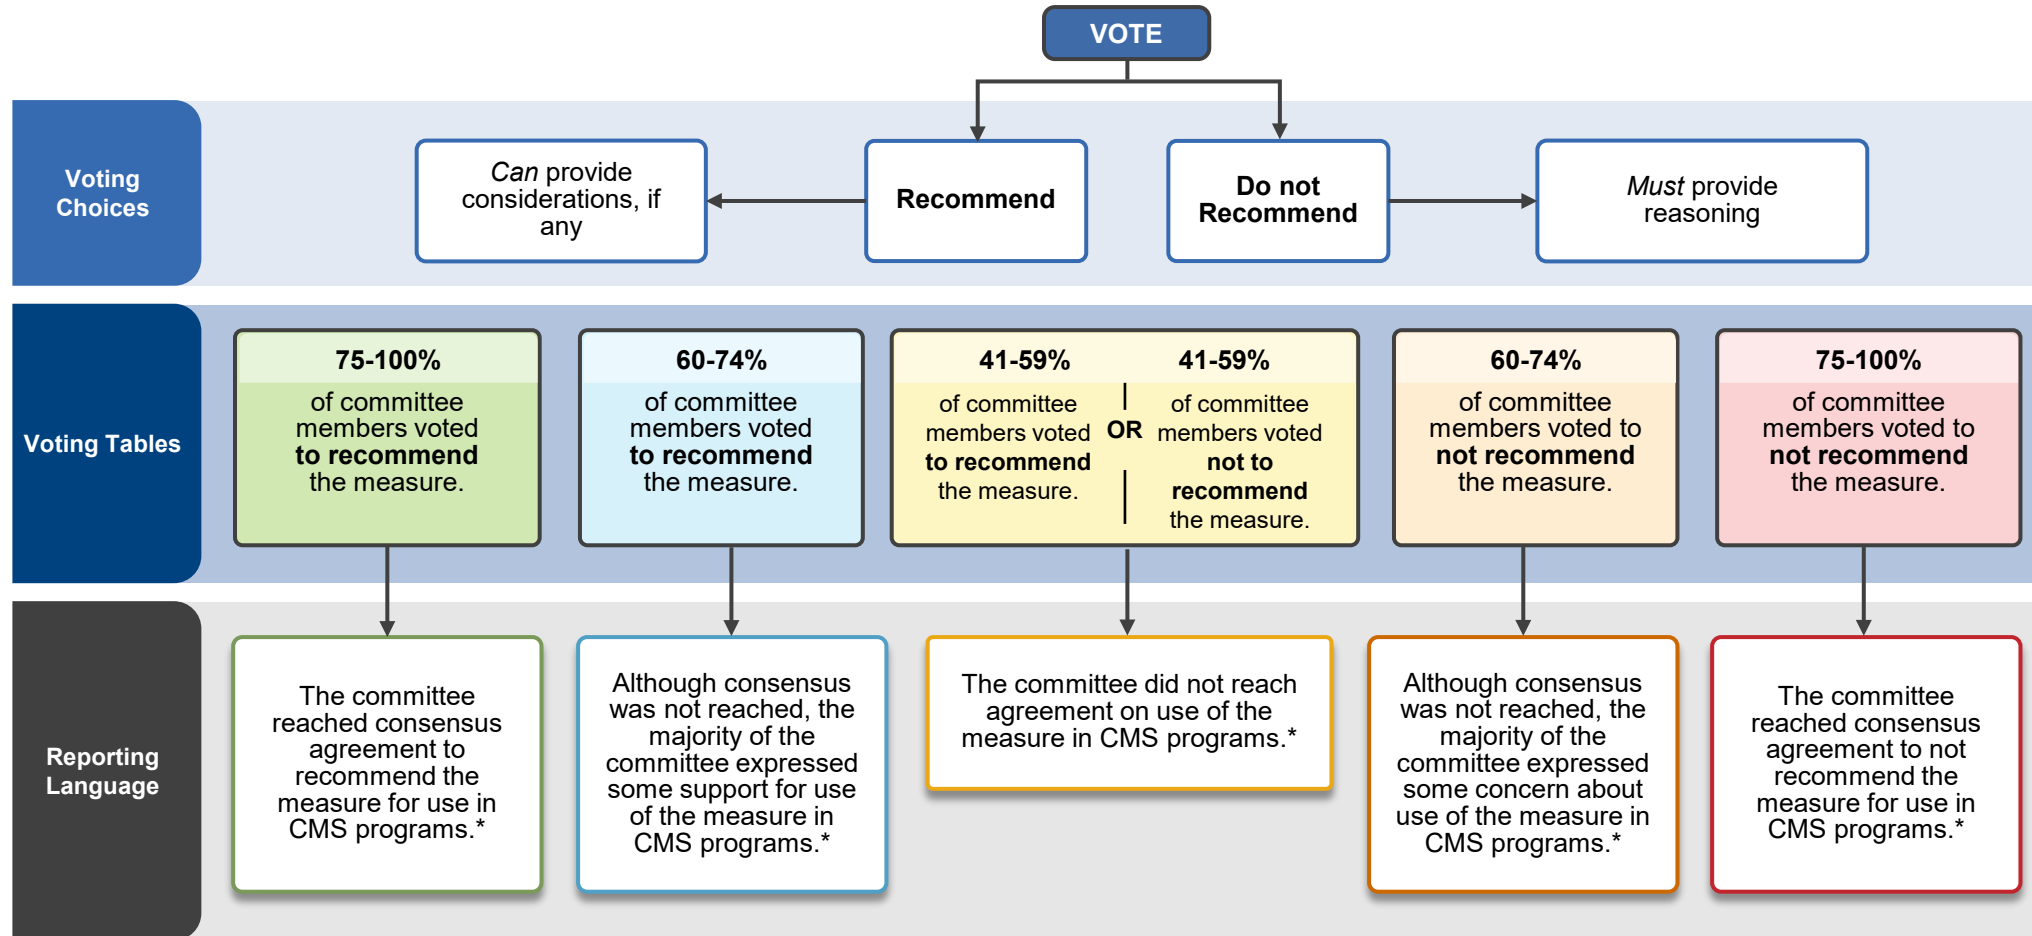 VOTE
Voting
Choices
Can provide
considerations, if
any
Recommend
Do not
Recommend
Must provide
reasoning
Voting Tables
75-100%
of committee
members voted
to recommend
the measure.
60-74%
of committee
members voted
to recommend
the measure.
41-59%
of committee
members voted
to recommend
the measure.
OR
41-59%
of committee
members voted
not to
recommend
the measure.
60-74%
of committee
members voted to
not recommend
the measure.
75-100%
of committee
members voted to
not recommend
the measure.
Reporting
Language
The committee
reached consensus
agreement to
recommend the
measure for use in
CMS programs.*
Although consensus
was not reached, the
majority of the
committee expressed
some support for use
of the measure in
CMS programs.*
The committee did not reach
agreement on use of the
measure in CMS programs.*
Although consensus
was not reached, the
majority of the
committee expressed
some concern about
use of the measure in
CMS programs.*
The committee
reached consensus
agreement to not
recommend the
measure for use in
CMS programs.*